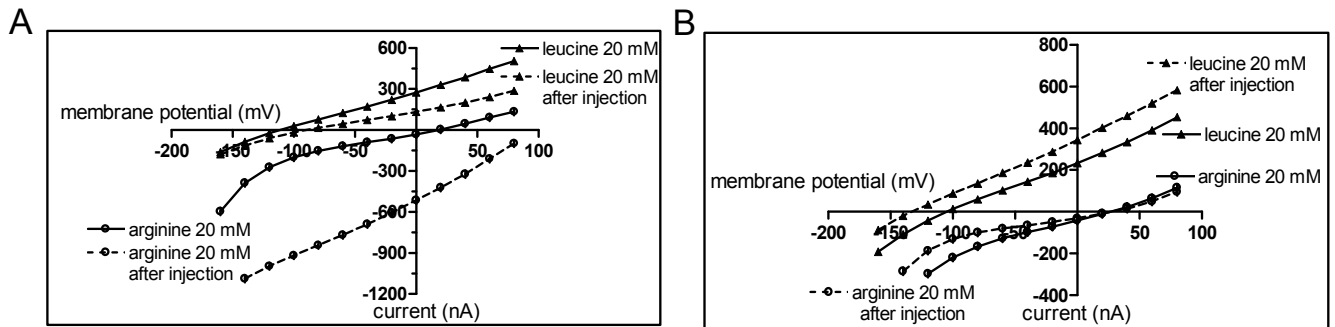 A
600
leucine 20 mM
leucine 20 mM
after injection
300
membrane potential (mV)
-200
-150
-100
-50
50
100
-300
-600
arginine 20 mM
arginine 20 mM
after injection
-900
-1200
current (nA)
B
800
leucine 20 mM
after injection
600
400
leucine 20 mM
200
arginine 20 mM
membrane potential (mV)
-200
-150
-100
-50
50
100
-200
arginine 20 mM
after injection
-400
current (nA)